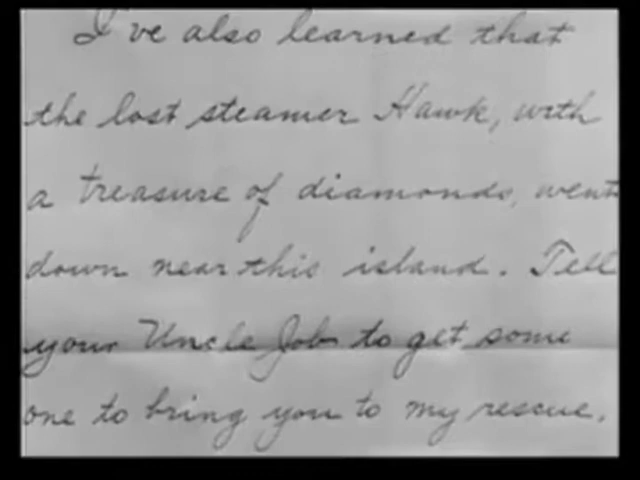 I've also learned that
the lost steamer Hawk, with
a treasure of diamonds, went
down near this island. Tell
your Uncle Job to get some
one to bring you to my rescue.